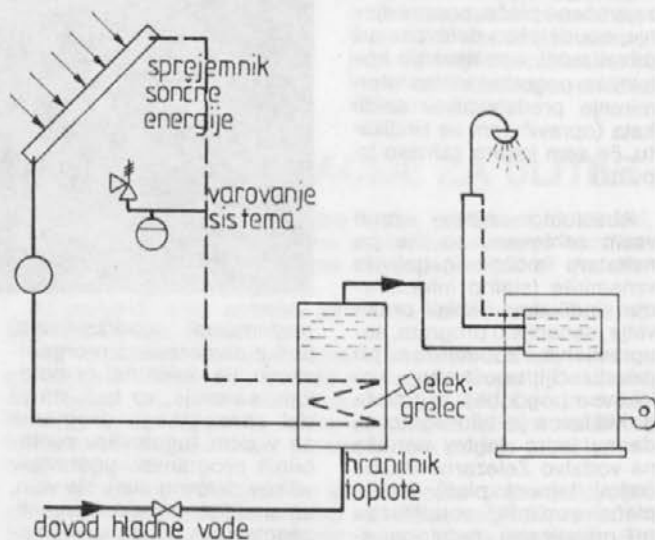 sprejemnik
sončne
energije
varovanje
sistema
elek.
grelec
hranilnik
toplote
dovod hladne vode